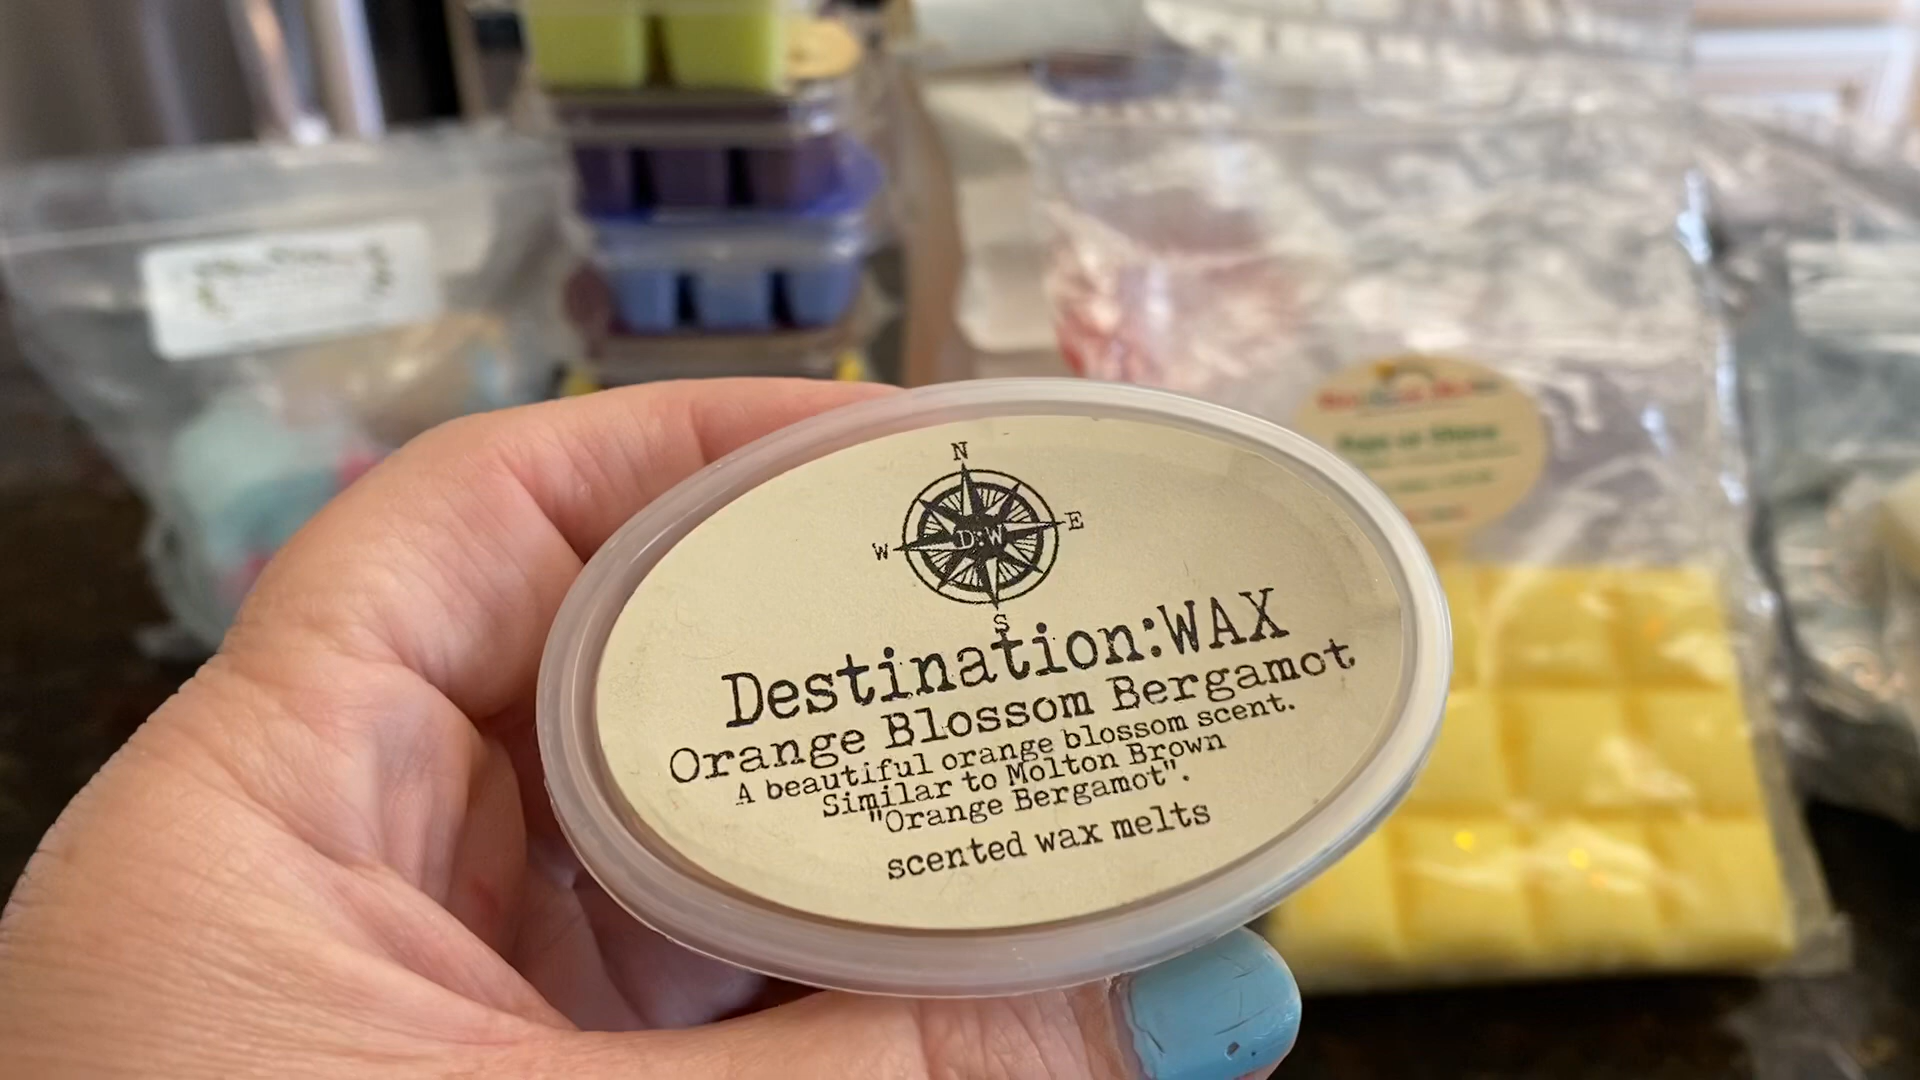 N
W
E
D:W
S
Destination:WAX
Orange Blossom Bergamot
A beautiful orange blossom scent.
Similar to Molton Brown
"Orange Bergamot".
scented wax melts